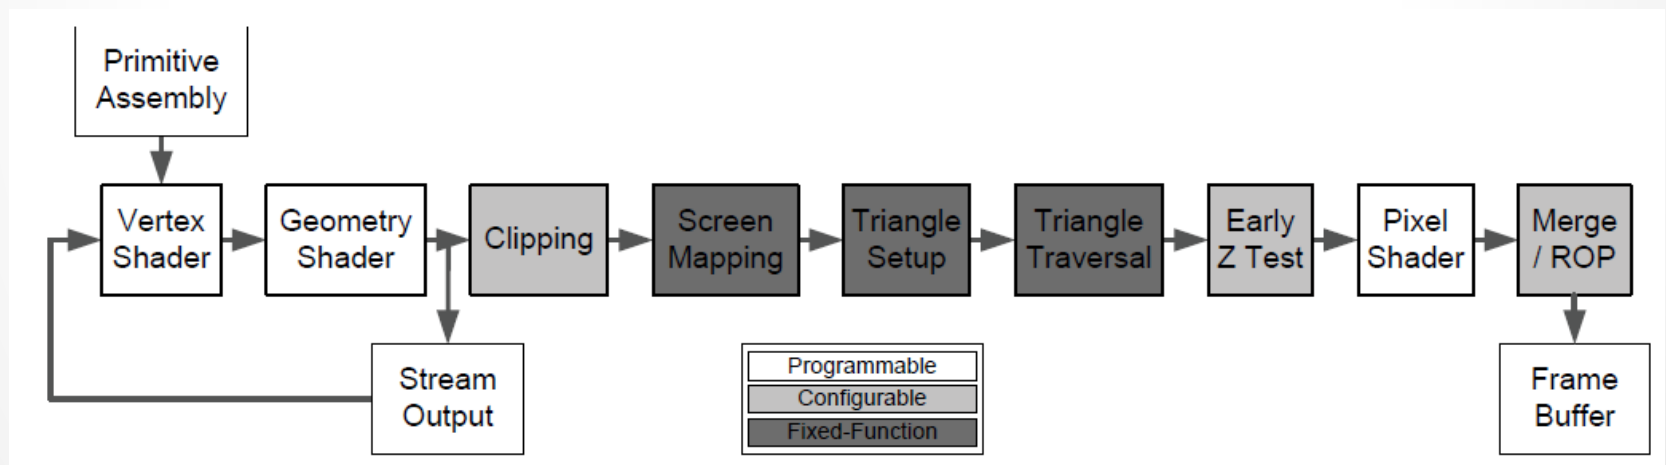 Primitive
Assembly
Vertex
Shader
Geometry
Shader
Clipping
Screen
Mapping
Triangle
Setup
Triangle
Traversal
Early
Z Test
Pixel
Shader
Merge
/ ROP
Stream
Output
Programmable
Configurable
Fixed-Function
Frame
Buffer